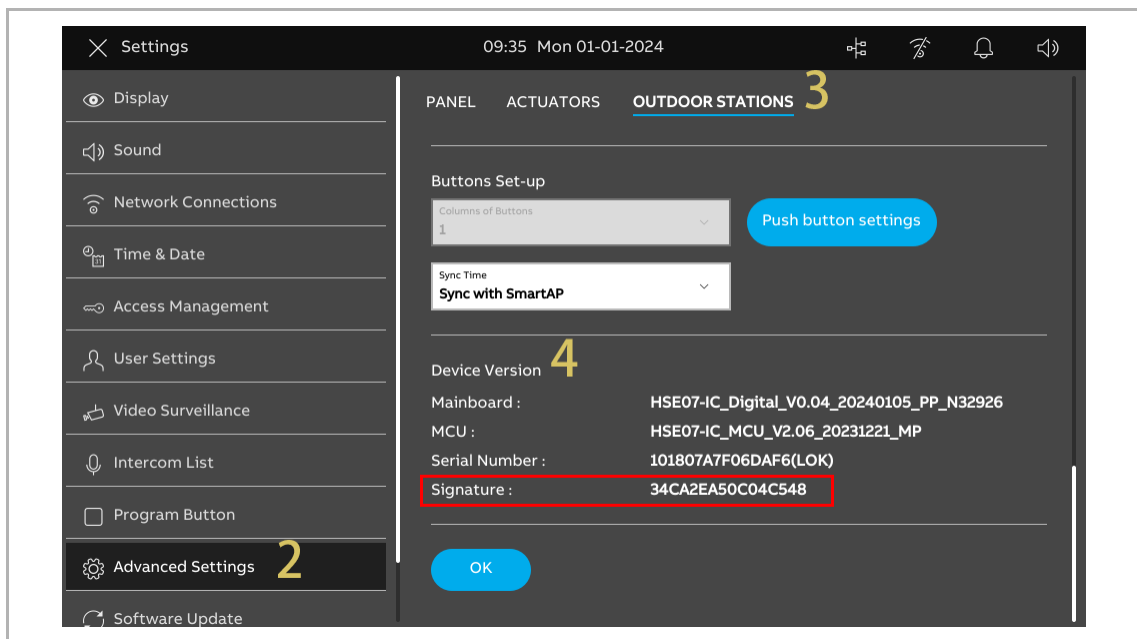 Settings
09:35 Mon 01-01-2024
Display
Sound
Network Connections
Time & Date
Access Management
User Settings
Video Surveillance
Intercom List
Program Button
Advanced Settings 2
Software Update
PANEL ACTUATORS OUTDOOR STATIONS 3
Buttons Set-up
Columns of Buttons
1
Push button settings
Sync Time
Sync with SmartAP
Device Version 4
Mainboard : HSE07-IC_Digital_V0.04_20240105_PP_N32926
MCU : HSE07-IC_MCU_V2.06_20231221_MP
Serial Number : 101807A7F06DAF6(LOK)
Signature : 34CA2EA50C04C548
OK